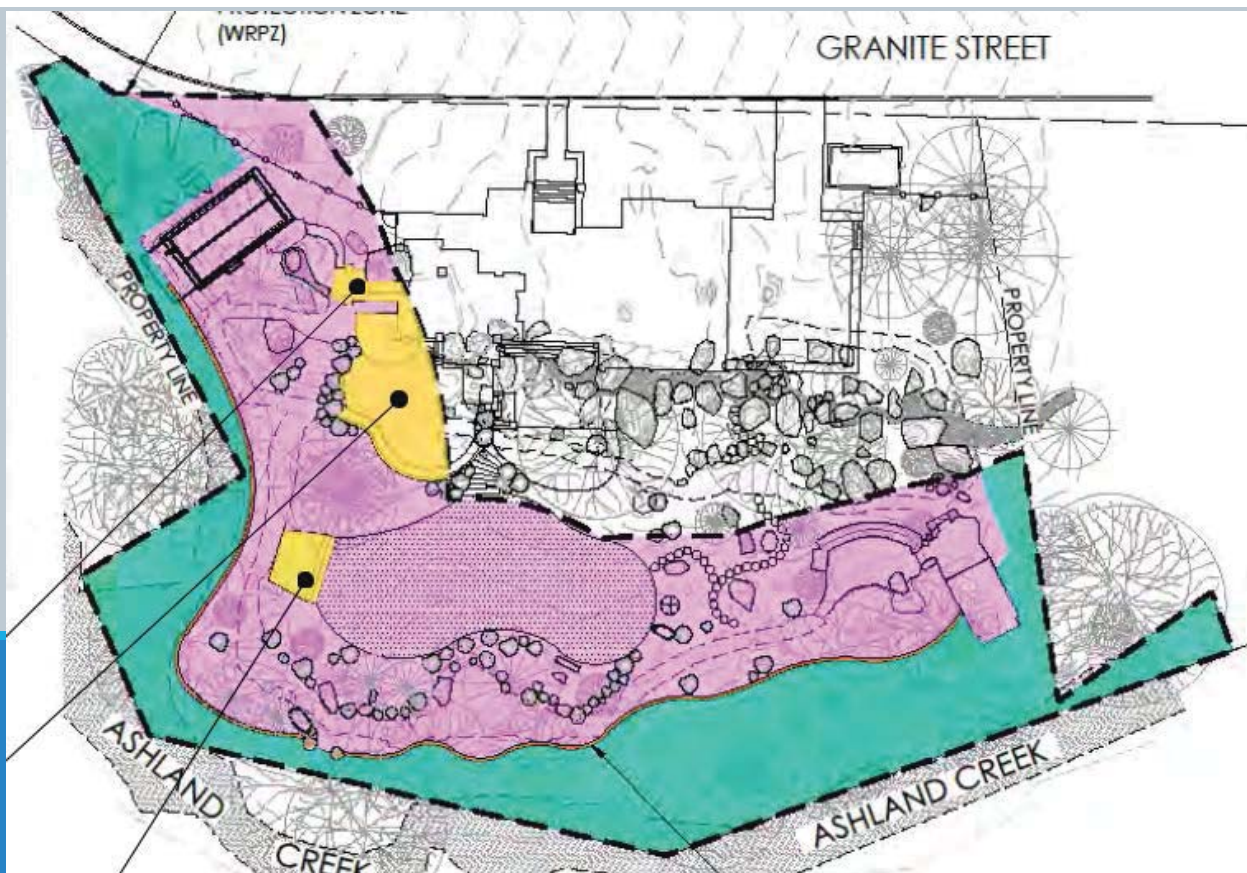 (WRPZ)
GRANITE STREET
PROPERTY LINE
PROPERTY LINE
ASHLAND
CREEK
ASHLAND CREEK